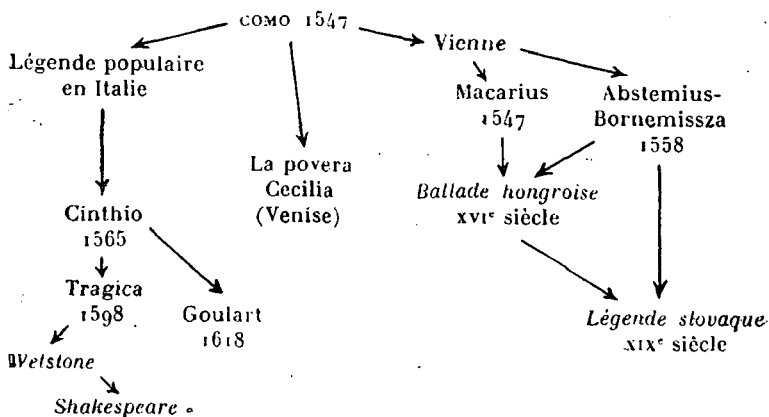 COMO 1547
Vienne
Légende populaire
en Italie
Macarius
1547
Abstemius-
Bornemissza
1558
La povera
Cecilia
(Venise)
Ballade hongroise
XVIe siècle
Cinthio
1565
Tragica
1598
Goulart
1618
Légende slovaque
XIXe siècle
Wetstone
Shakespeare.